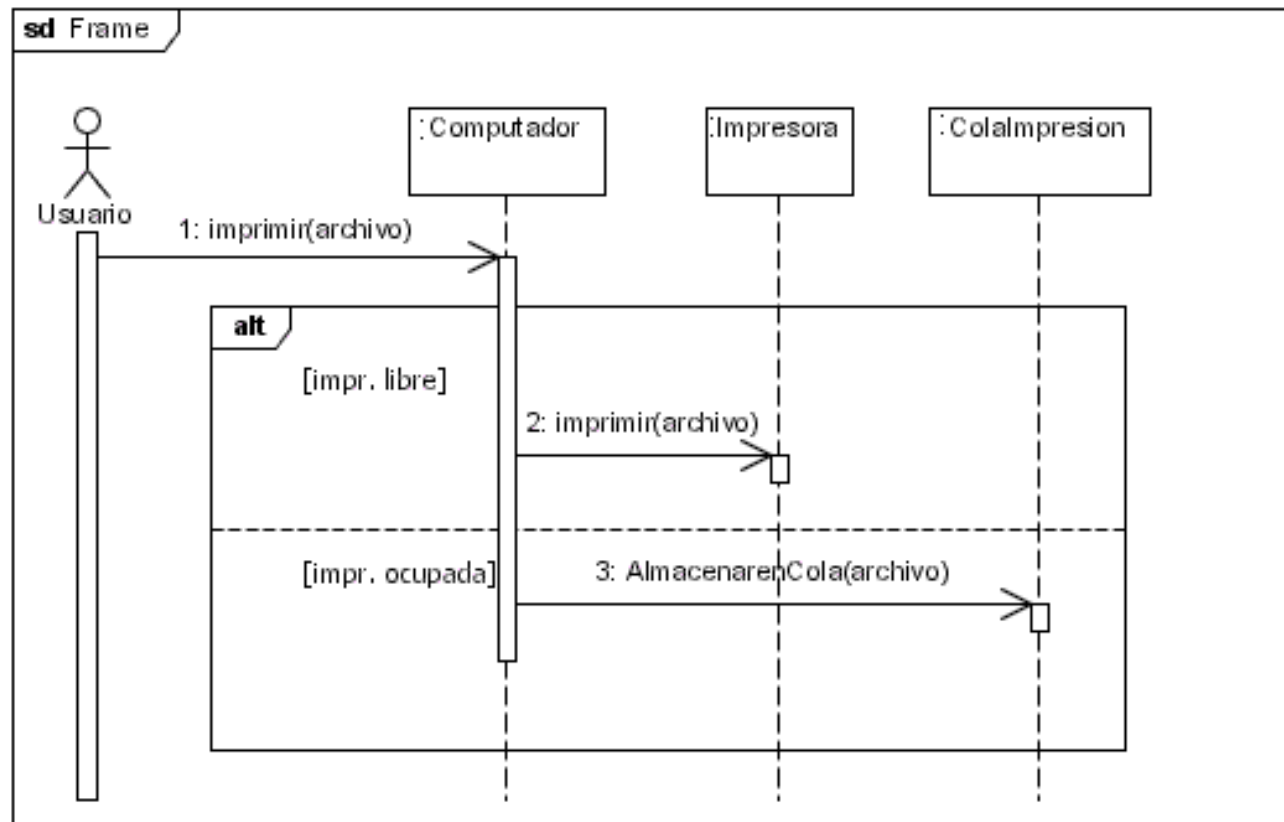 sd Frame
:Computador
:Impresora
:ColaImpresion
Usuario
1: imprimir(archivo)
alt
[impr. libre]
2: imprimir(archivo)
[impr. ocupada]
3: AlmacenarenCola(archivo)